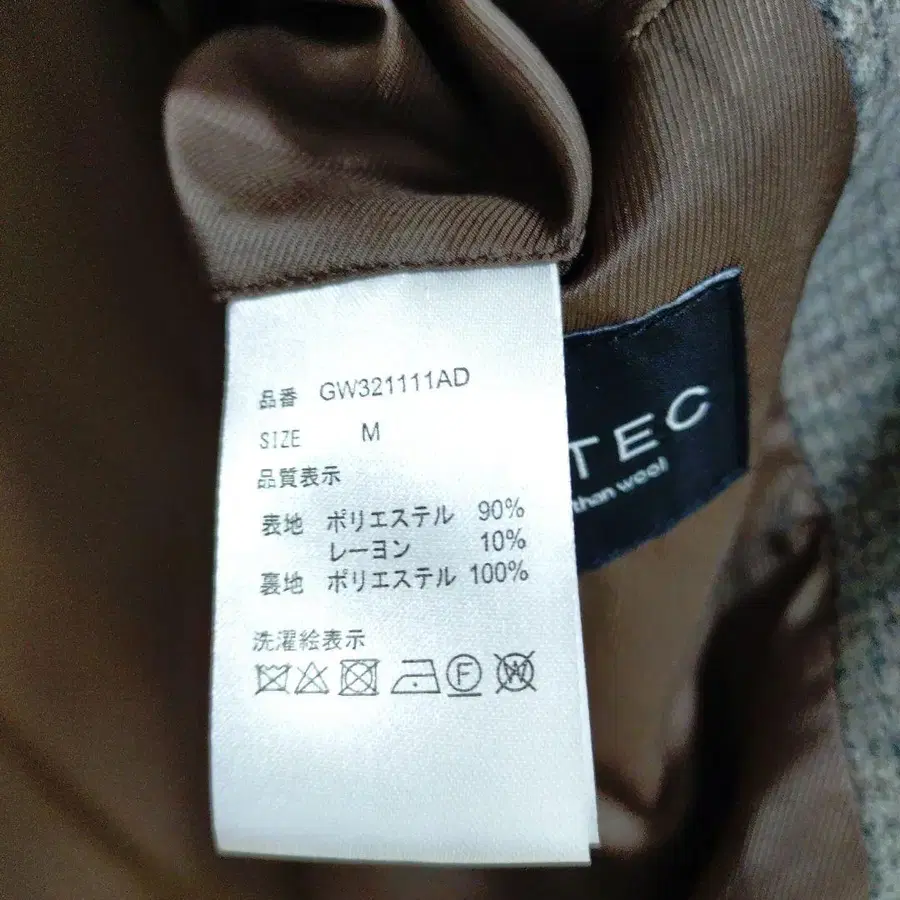 品番 GW321111AD
SIZE M
品質表示
表地 ポリエステル 90%
レーヨン 10%
裏地 ポリエステル 100%
洗濯絵表示
F W
TEC
than wool